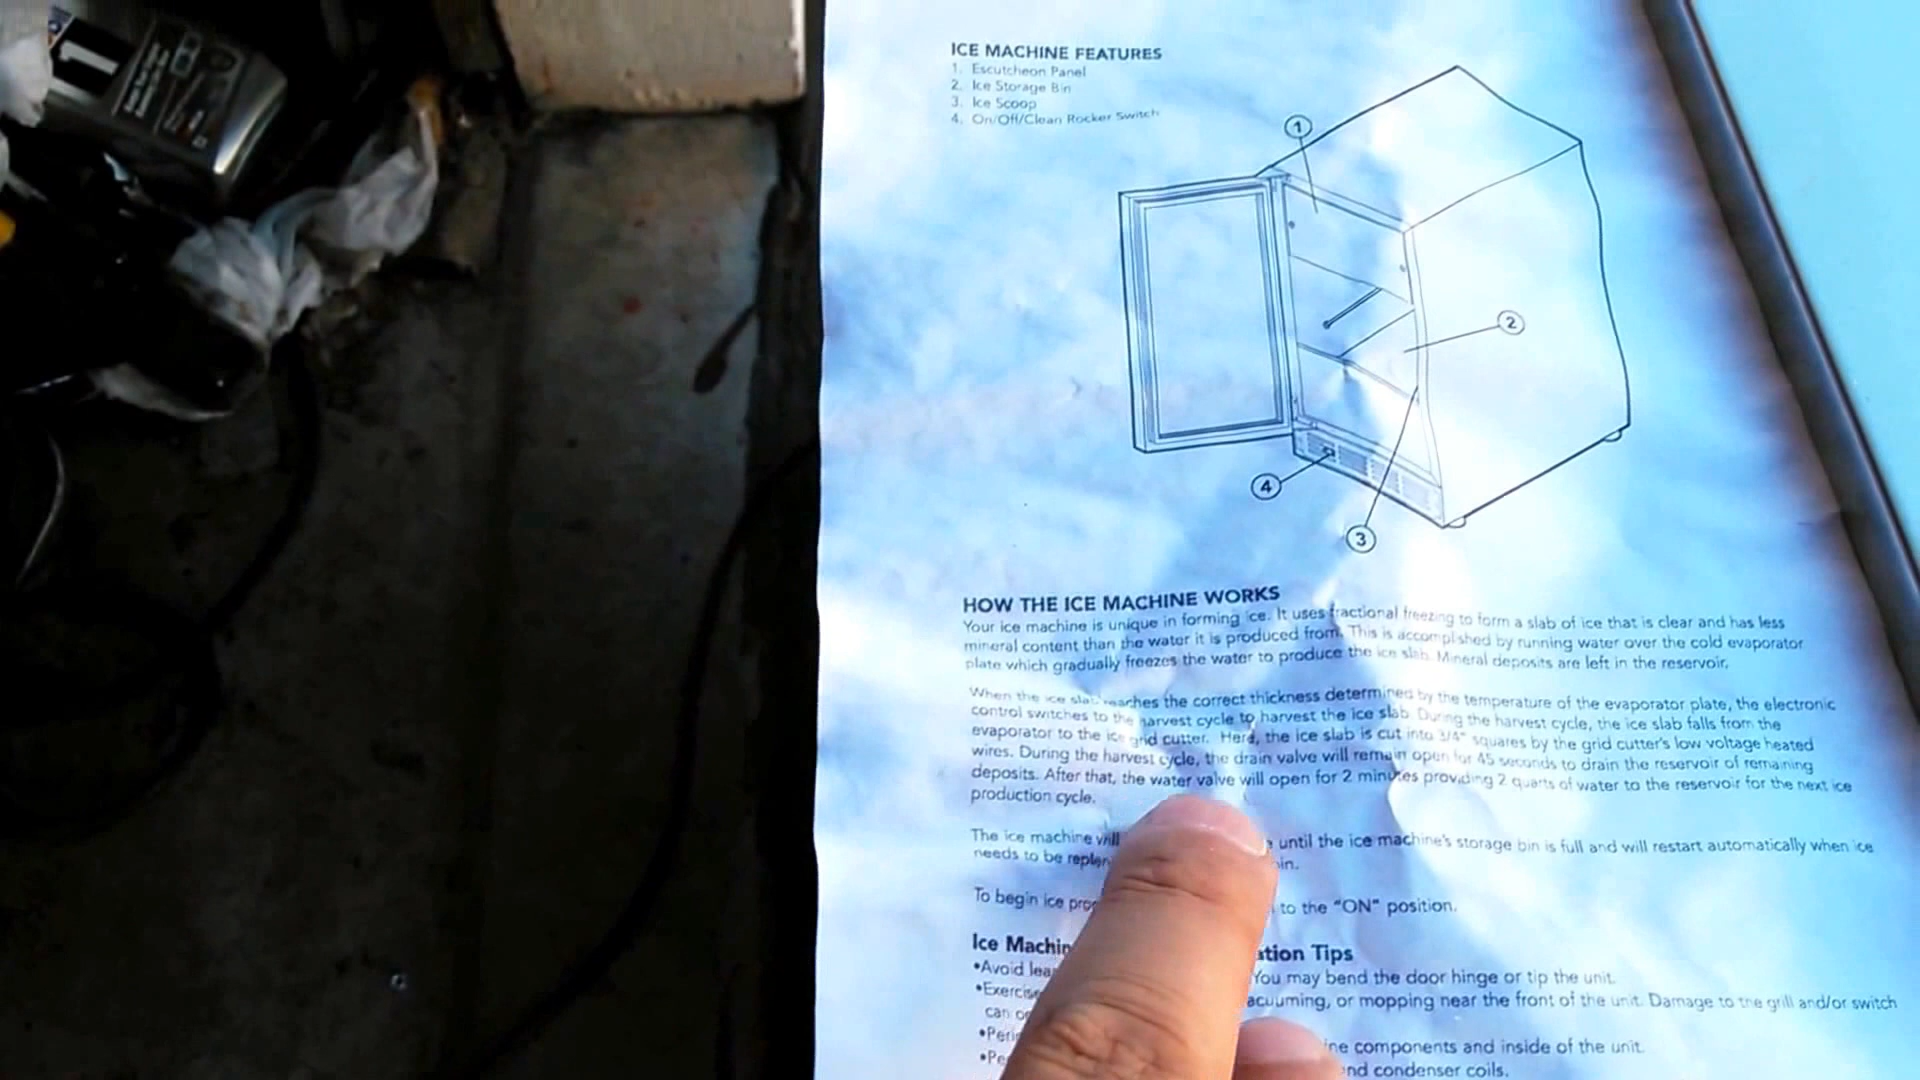 1
ICE MACHINE FEATURES
1. Escutcheon Panel
2. Ice Storage Bin
3. Ice Scoop
4. On/Off/Clean Rocker Switch
1
2
4
3
HOW THE ICE MACHINE WORKS
Your ice machine is unique in forming ice. It uses fractional freezing to form a slab of ice that is clear and has less
mineral content than the water it is produced from. This is accomplished by running water over the cold evaporator
plate which gradually freezes the water to produce the ice slab. Mineral deposits are left in the reservoir.
When the ice slab reaches the correct thickness determined by the temperature of the evaporator plate, the electronic
control switches to the harvest cycle to harvest the ice slab. During the harvest cycle, the ice slab falls from the
evaporator to the ice grid cutter. Here, the ice slab is cut into 3/4" squares by the grid cutter's low voltage heated
wires. During the harvest cycle, the drain valve will remain open for 45 seconds to drain the reservoir of remaining
deposits. After that, the water valve will open for 2 minutes providing 2 quarts of water to the reservoir for the next ice
production cycle.
The ice machine will until the ice machine's storage bin is full and will restart automatically when ice
needs to be
To begin ice to the "ON" position.
Ice Tips
•Avoid You may bend the door hinge or tip the unit.
or mopping near the front of the unit. Damage to the grill and/or switch
can
components and inside of the unit.
condenser coils.